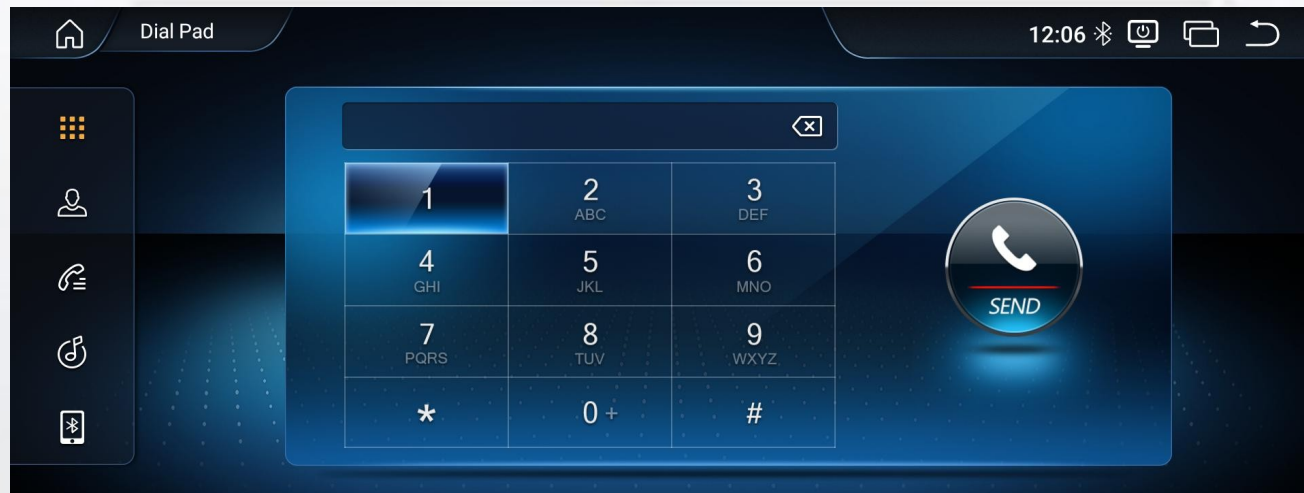 Dial Pad
12:06
1
2
ABC
3
DEF
4
GHI
5
JKL
6
MNO
7
PQRS
8
TUV
9
WXYZ
*
0 +
#
SEND